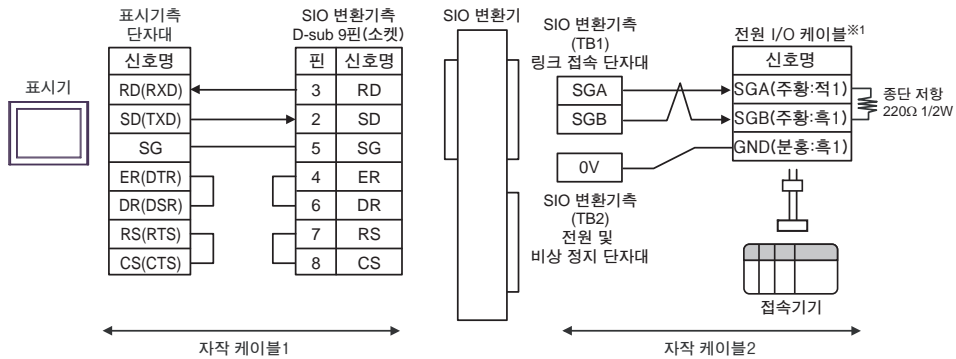 표시기측
단자대
SIO 변환기측
D-sub 9핀(소켓)
SIO 변환기
SIO 변환기측
(TB1)
링크 접속 단자대
전원 I/O 케이블※1
표시기
신호명
RD(RXD)
SD(TXD)
SG
ER(DTR)
DR(DSR)
RS(RTS)
CS(CTS)
핀 신호명
3 RD
2 SD
5 SG
4 ER
6 DR
7 RS
8 CS
SGA
SGB
0V
SIO 변환기측
(TB2)
전원 및
비상 정지 단자대
신호명
SGA(주황:적1)
SGB(주황:흑1)
GND(분홍:흑1)
종단 저항
220Ω 1/2W
접속기기
자작 케이블1
자작 케이블2